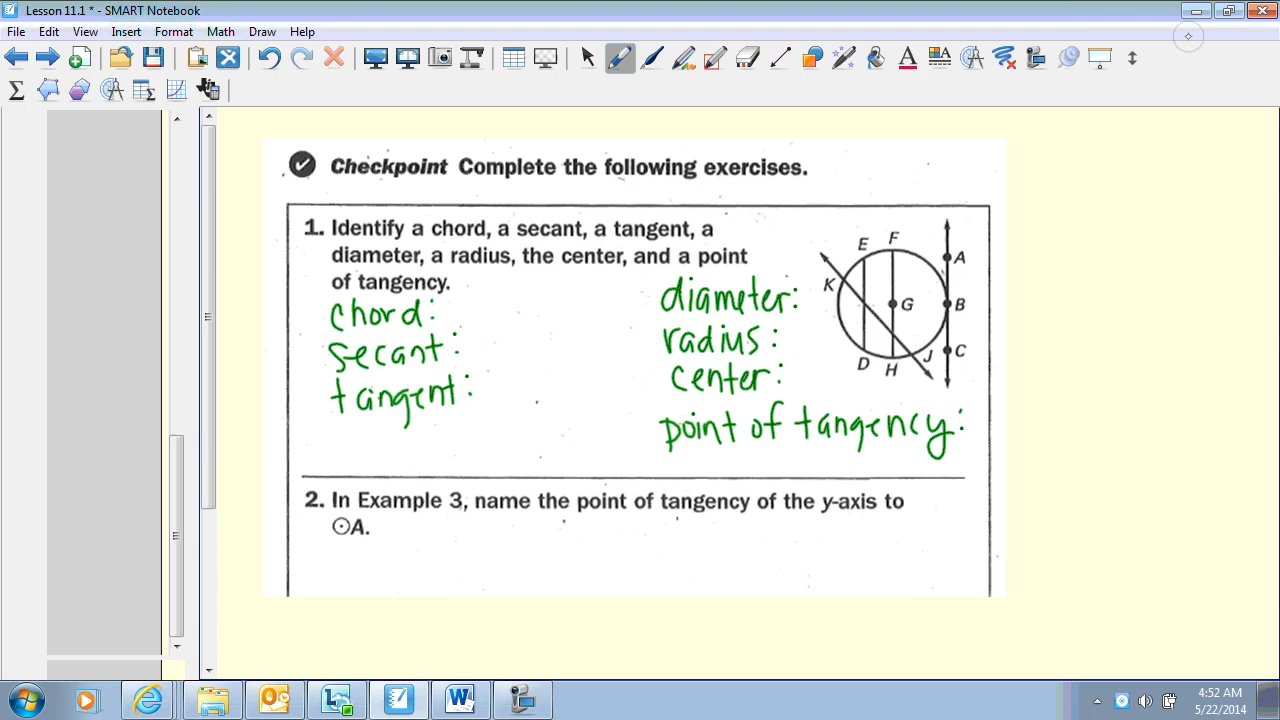 Lesson 11.1 * - SMART Notebook
File Edit View Insert Format Math Draw Help
Checkpoint Complete the following exercises.
1. Identify a chord, a secant, a tangent, a
diameter, a radius, the center, and a point
of tangency.
chord:
secant:
tangent:
diameter:
radius:
center:
point of tangency:
E F
A
K
G B
J C
D H
2. In Example 3, name the point of tangency of the y-axis to
⊙A.
4:52 AM
5/22/2014